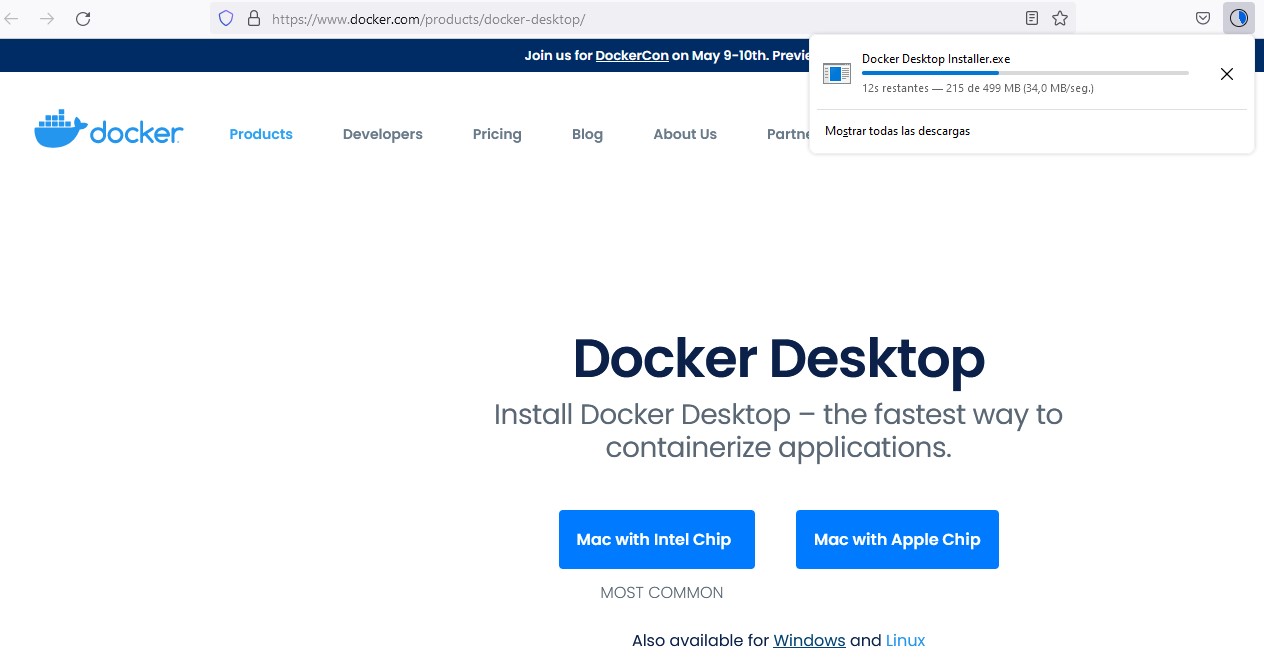 https://www.docker.com/products/docker-desktop/
Join us for DockerCon on May 9-10th.
Docker Desktop Installer.exe
12s restantes — 215 de 499 MB (34,0 MB/seg.)
Mostrar todas las descargas
docker
Products Developers Pricing Blog About Us
Docker Desktop
Install Docker Desktop – the fastest way to
containerize applications.
Mac with Intel Chip Mac with Apple Chip
MOST COMMON
Also available for Windows and Linux